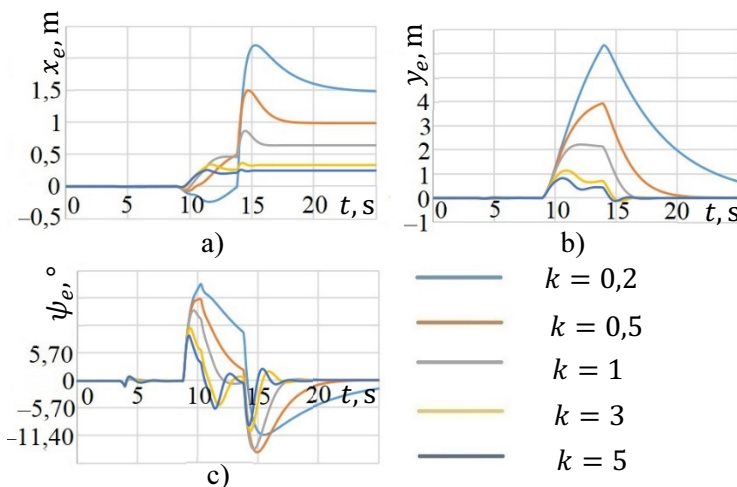 x_e, m
1,5
1
0,5
0
–0,5
0 5 10 15 20 t, s
a)
y_e, m
4
3
2
1
0
–1
0 5 10 15 20 t, s
b)
ψ_e, °
5,70
0
–5,70
–11,40
0 5 10 15 20 t, s
c)
k = 0,2
k = 0,5
k = 1
k = 3
k = 5